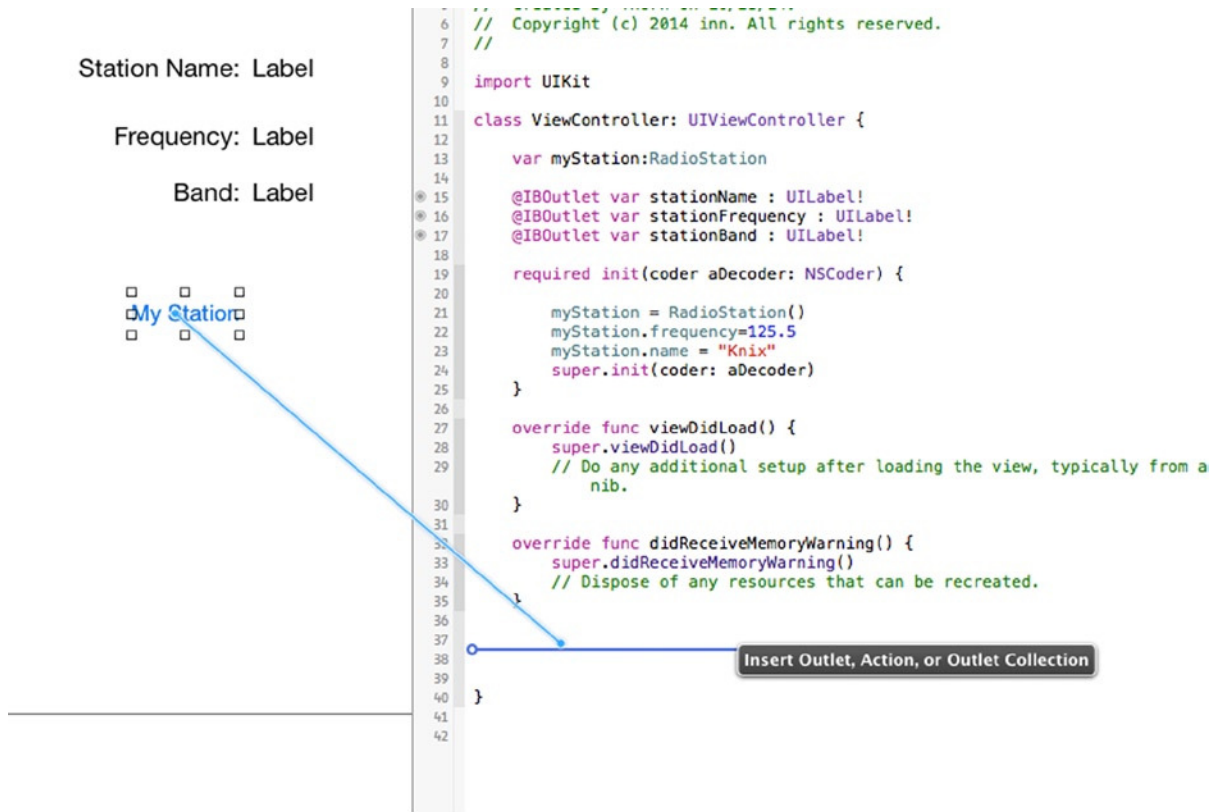 Station Name: Label
Frequency: Label
Band: Label
My Station
6 // Copyright (c) 2014 inn. All rights reserved.
7 //
8
9 import UIKit
10
11 class ViewController: UIViewController {
12
13 var myStation:RadioStation
14
15 @IBOutlet var stationName : UILabel!
16 @IBOutlet var stationFrequency : UILabel!
17 @IBOutlet var stationBand : UILabel!
18
19 required init(coder aDecoder: NSCoder) {
20
21 myStation = RadioStation()
22 myStation.frequency=125.5
23 myStation.name = "Knix"
24 super.init(coder: aDecoder)
25 }
26
27 override func viewDidLoad() {
28 super.viewDidLoad()
29 // Do any additional setup after loading the view, typically from a
nib.
30 }
31
32 override func didReceiveMemoryWarning() {
33 super.didReceiveMemoryWarning()
34 // Dispose of any resources that can be recreated.
35 }
36
37
Insert Outlet, Action, or Outlet Collection
38
39
40 }
41
42